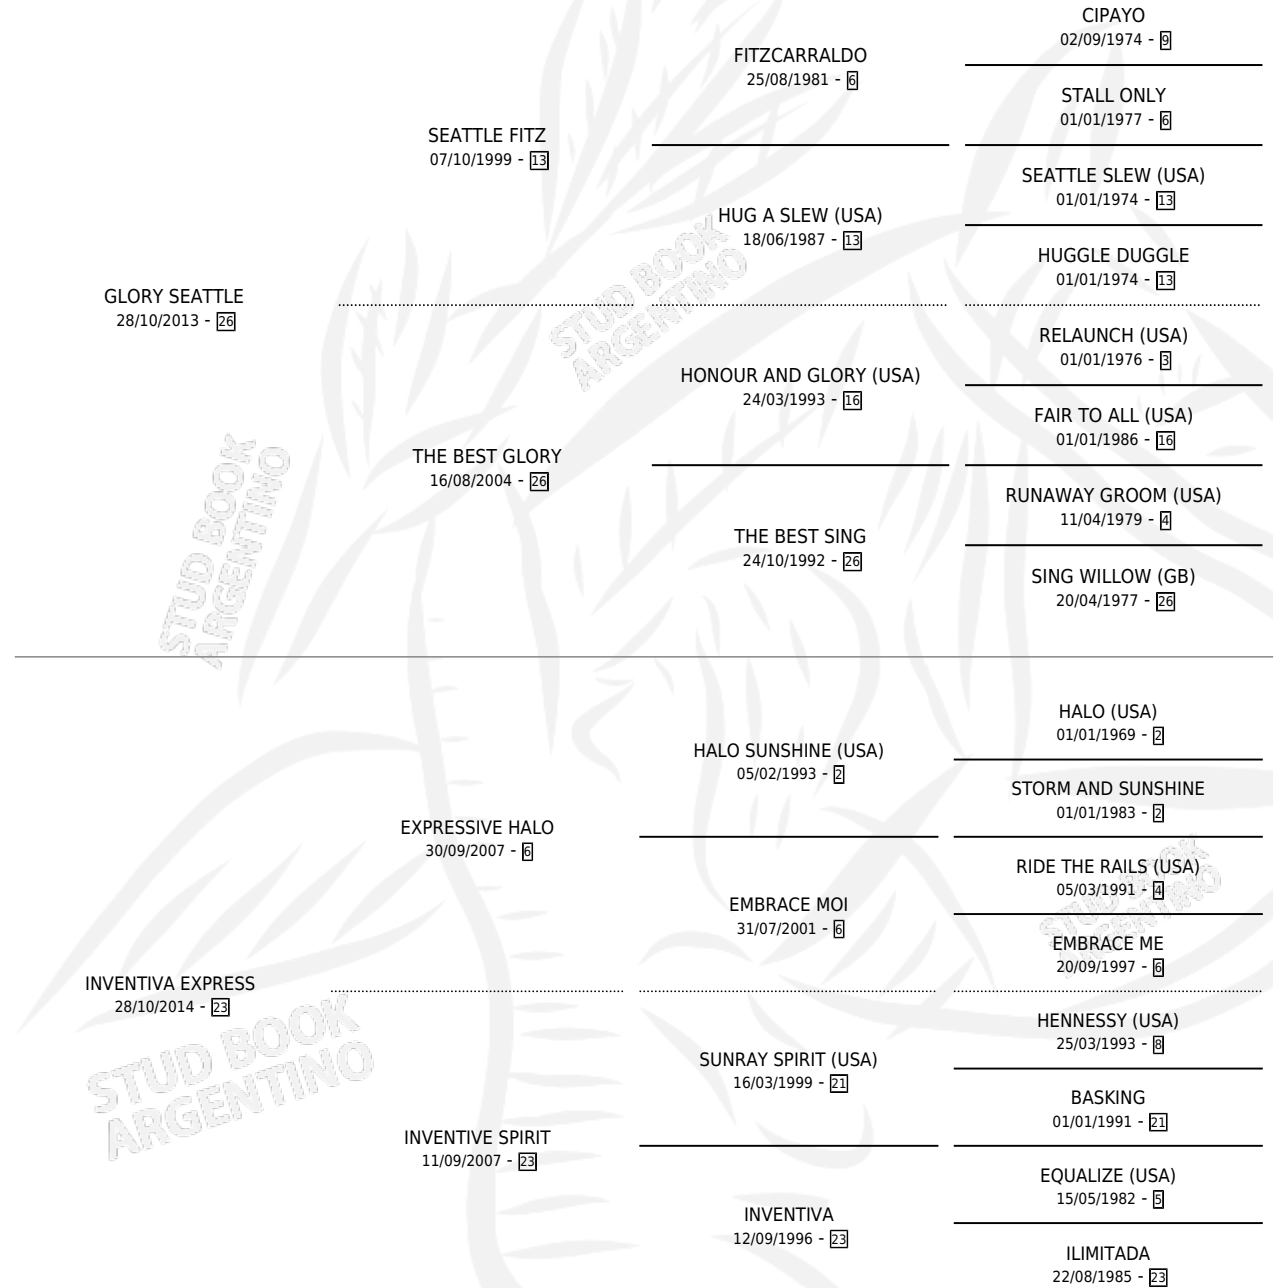 CIPAYO
02/09/1974 - 9
FITZCARRALDO
25/08/1981 - 6
STALL ONLY
01/01/1977 - 6
SEATTLE FITZ
07/10/1999 - 13
SEATTLE SLEW (USA)
01/01/1974 - 13
HUG A SLEW (USA)
18/06/1987 - 13
HUGGLE DUGGLE
01/01/1974 - 13
GLORY SEATTLE
28/10/2013 - 26
STUD BOOK
ARGENTINO
RELAUNCH (USA)
01/01/1976 - 3
HONOUR AND GLORY (USA)
24/03/1993 - 16
FAIR TO ALL (USA)
01/01/1986 - 16
THE BEST GLORY
16/08/2004 - 26
RUNAWAY GROOM (USA)
11/04/1979 - 4
THE BEST SING
24/10/1992 - 26
SING WILLOW (GB)
20/04/1977 - 26
STUD BOOK
ARGENTINO
HALO (USA)
01/01/1969 - 2
HALO SUNSHINE (USA)
05/02/1993 - 2
STORM AND SUNSHINE
01/01/1983 - 2
EXPRESSIVE HALO
30/09/2007 - 6
RIDE THE RAILS (USA)
05/03/1991 - 4
STUD BOOK
ARGENTINO
EMBRACE MOI
31/07/2001 - 6
EMBRACE ME
20/09/1997 - 6
INVENTIVA EXPRESS
28/10/2014 - 23
STUD BOOK
ARGENTINO
HENNESSY (USA)
25/03/1993 - 8
SUNRAY SPIRIT (USA)
16/03/1999 - 21
BASKING
01/01/1991 - 21
INVENTIVE SPIRIT
11/09/2007 - 23
EQUALIZE (USA)
15/05/1982 - 5
INVENTIVA
12/09/1996 - 23
ILIMITADA
22/08/1985 - 23